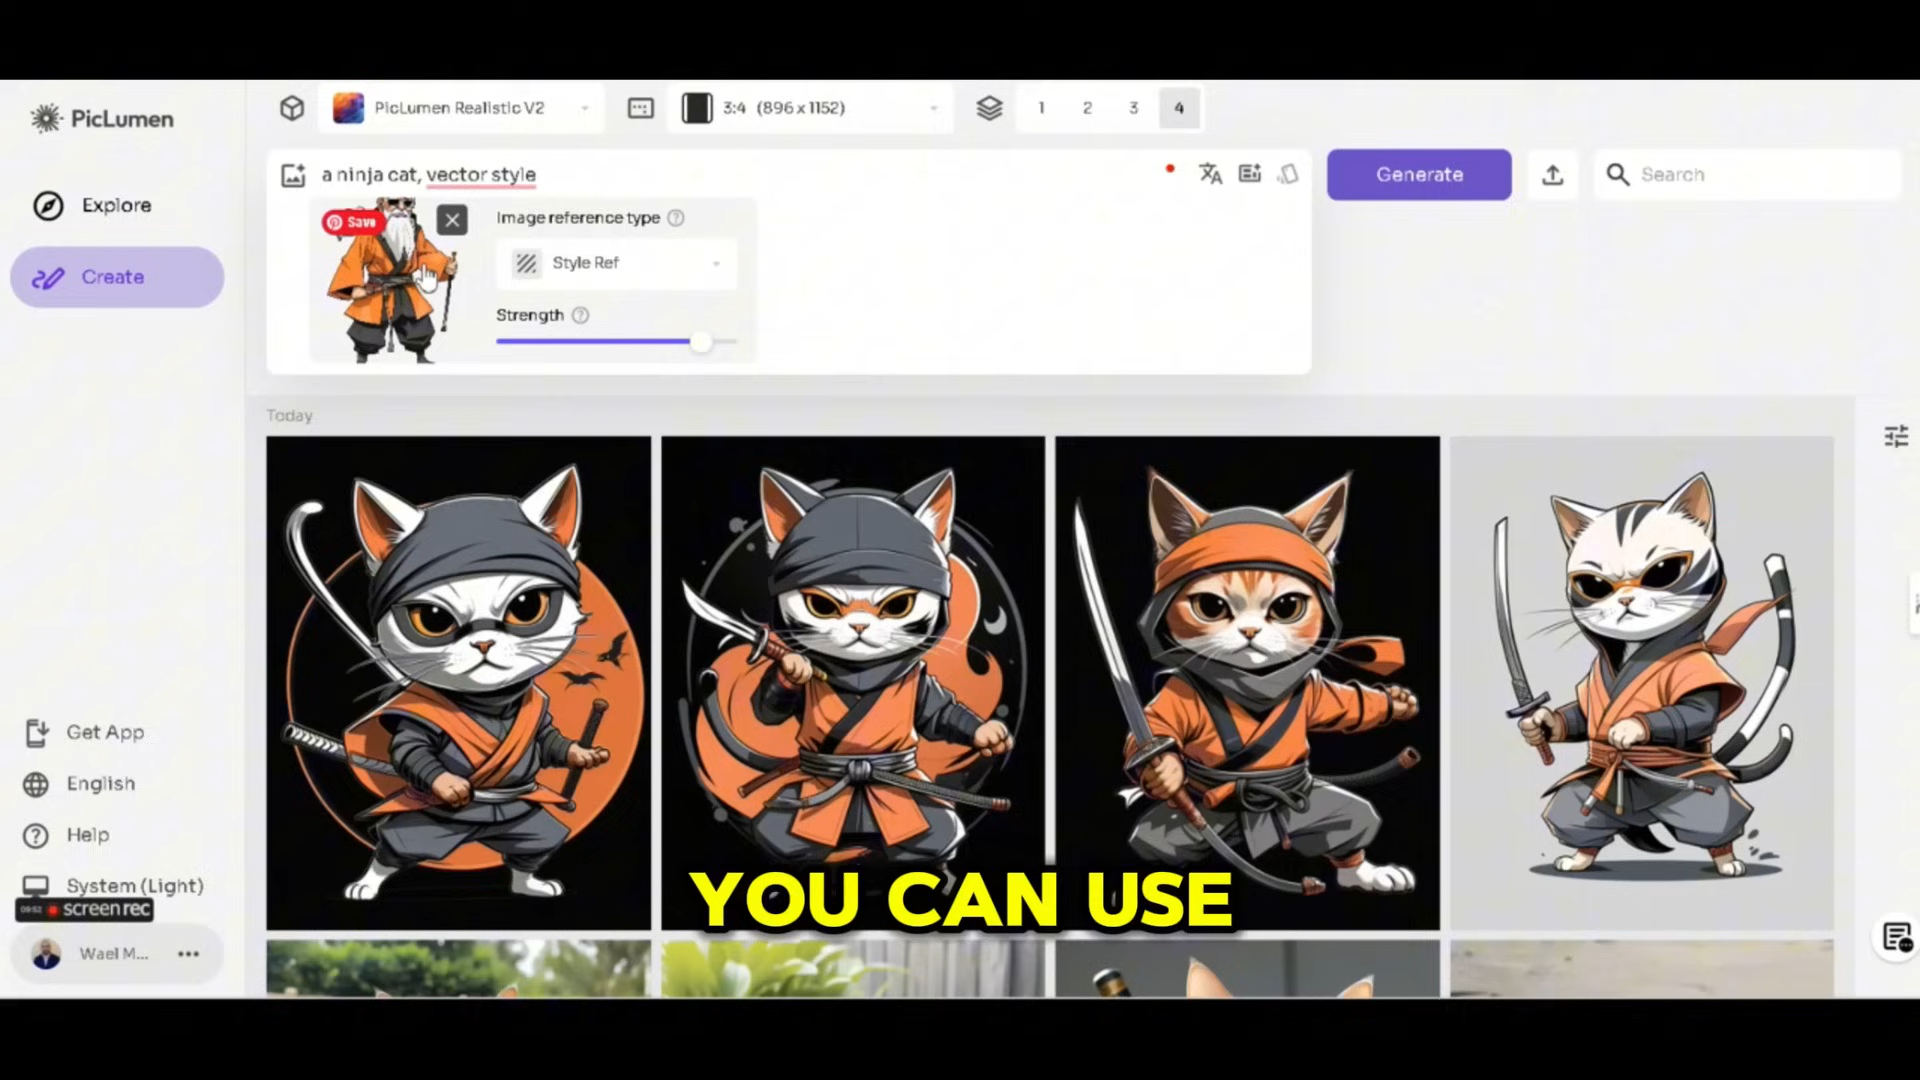 PicLumen
PicLumen Realistic V2
3:4 (896 x 1152)
1 2 3 4
a ninja cat, vector style
Generate
Search
Explore
Save
Image reference type
Style Ref
Create
Strength
Today
Get App
English
Help
System (Light)
09:52 screenrec
YOU CAN USE
Wael M...